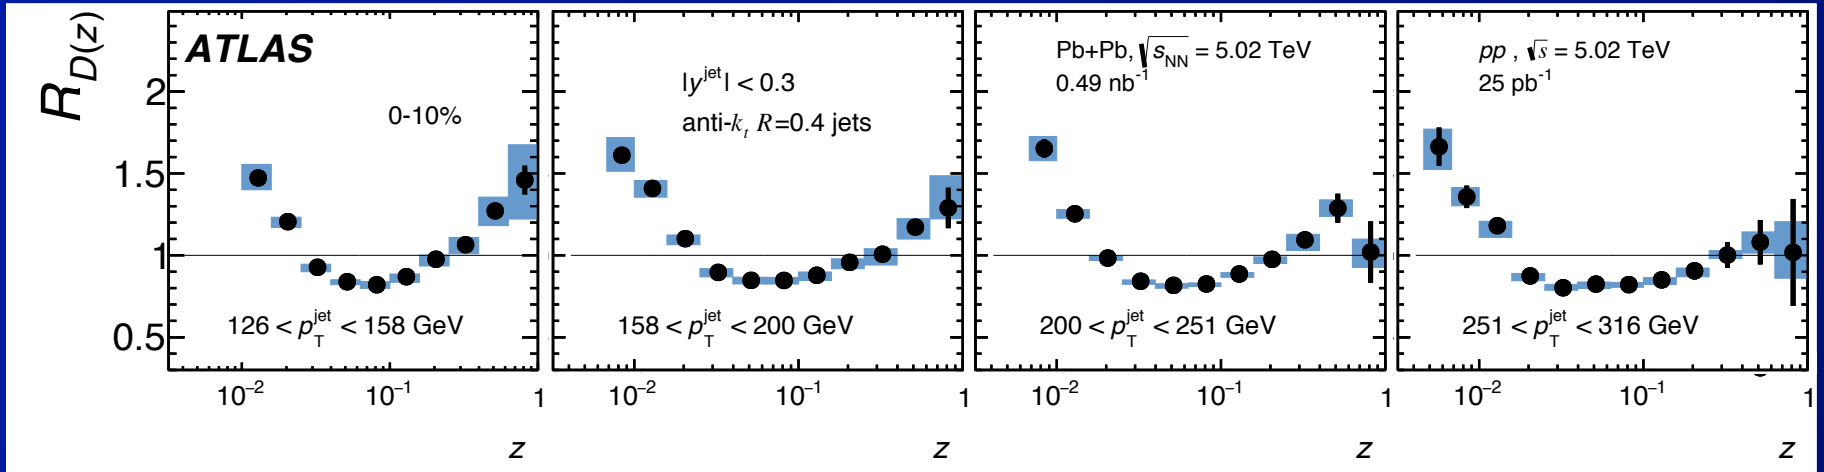 R_{D(z)}
ATLAS
0-10%
2
1.5
1
0.5
126 < p_T^{jet} < 158 GeV
10^{-2} 10^{-1} 1
z
|y^{jet}| < 0.3
anti-k_t R=0.4 jets
158 < p_T^{jet} < 200 GeV
10^{-2} 10^{-1} 1
z
Pb+Pb, √s_{NN} = 5.02 TeV
0.49 nb^{-1}
200 < p_T^{jet} < 251 GeV
10^{-2} 10^{-1} 1
z
pp , √s = 5.02 TeV
25 pb^{-1}
251 < p_T^{jet} < 316 GeV
10^{-2} 10^{-1} 1
z